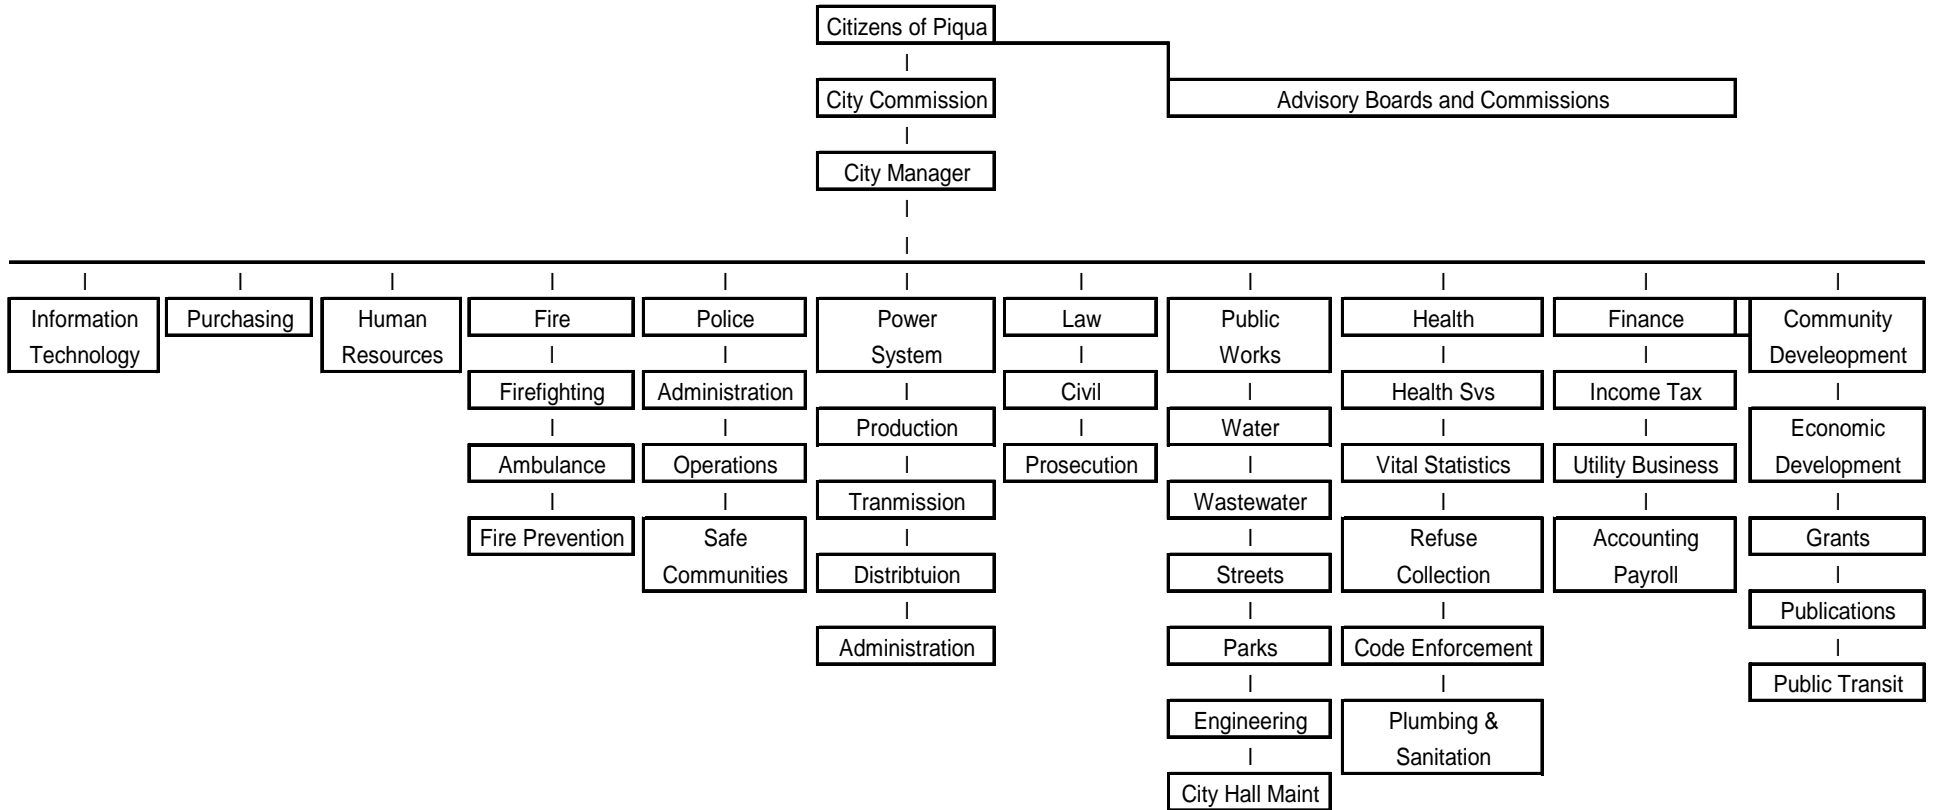 Citizens of Piqua
City Commission
Advisory Boards and Commissions
City Manager
Information
Technology
Purchasing
Human
Resources
Fire
Firefighting
Ambulance
Fire Prevention
Police
Administration
Operations
Safe
Communities
Power
System
Production
Tranmission
Distribtuion
Administration
Law
Civil
Prosecution
Public
Works
Water
Wastewater
Streets
Parks
Engineering
City Hall Maint
Health
Health Svs
Vital Statistics
Refuse
Collection
Code Enforcement
Plumbing &
Sanitation
Finance
Income Tax
Utility Business
Accounting
Payroll
Community
Develeopment
Economic
Development
Grants
Publications
Public Transit